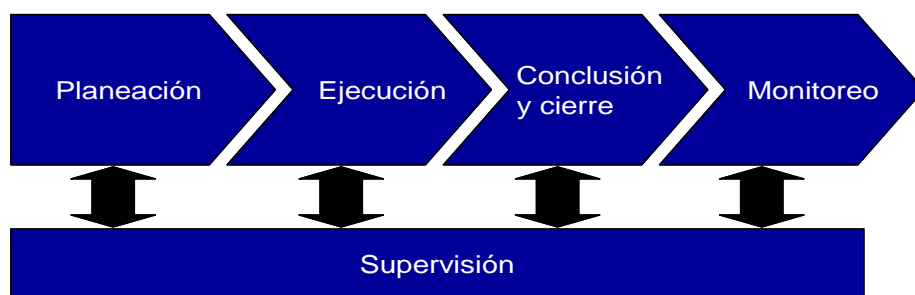 Planeación
Ejecución
Conclusión
y cierre
Monitoreo
Supervisión